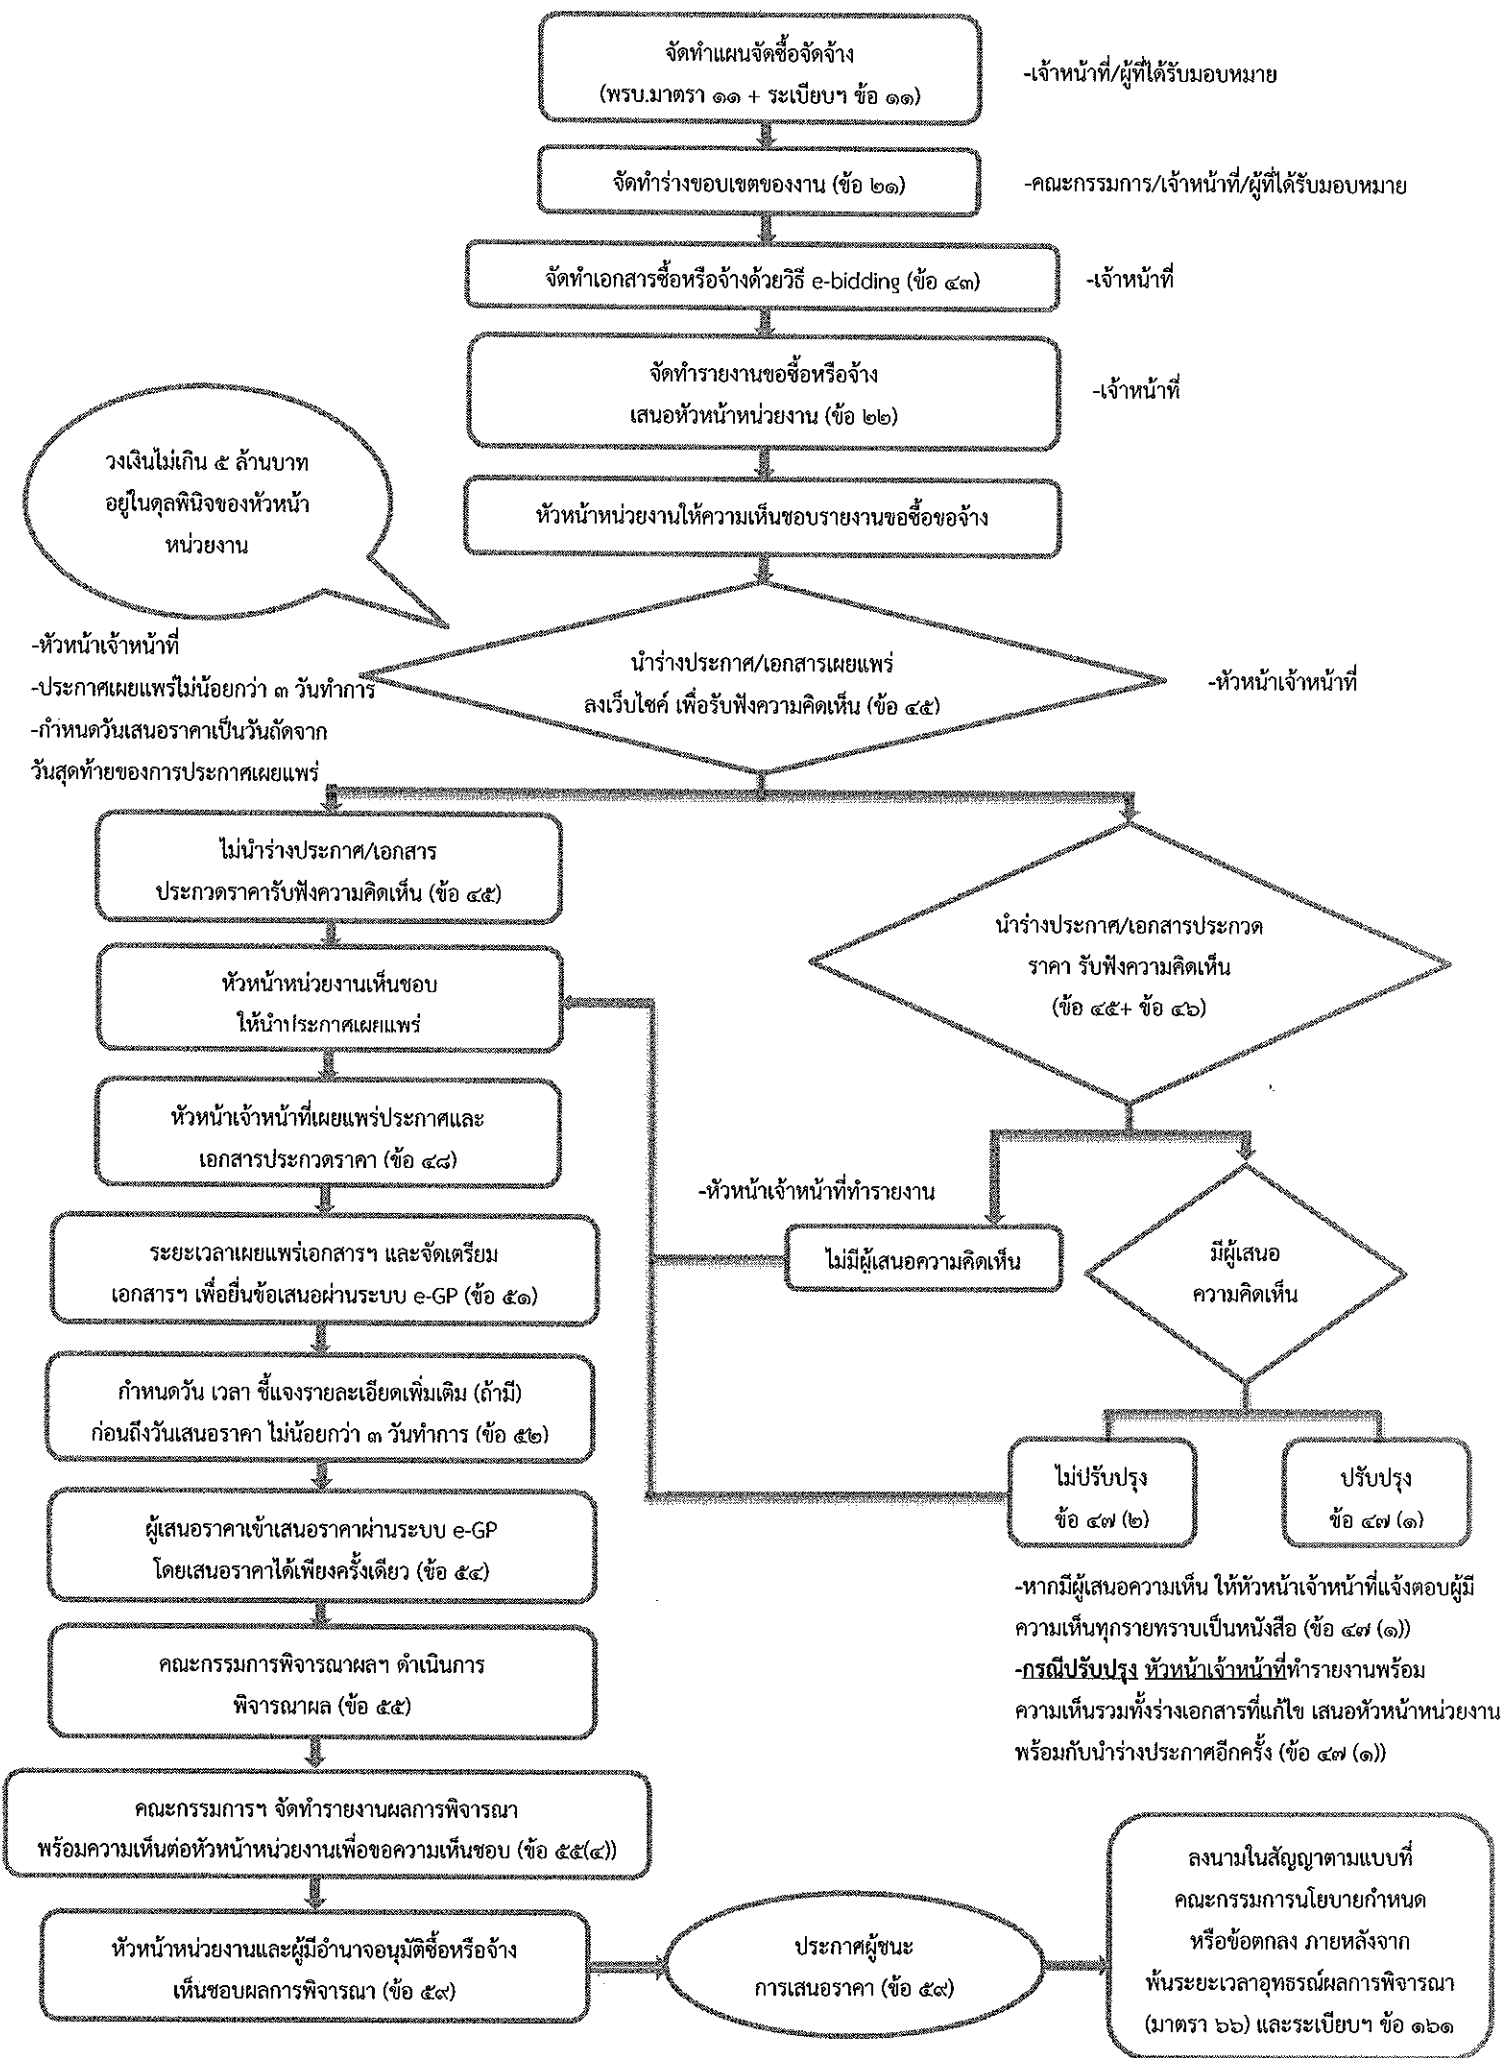 จัดทำแผนจัดซื้อจัดจ้าง
(พรบ.มาตรา ๑๑ + ระเบียบฯ ข้อ ๑๑)
-เจ้าหน้าที่/ผู้ที่ได้รับมอบหมาย
จัดทำร่างขอบเขตของงาน (ข้อ ๒๑)
-คณะกรรมการ/เจ้าหน้าที่/ผู้ที่ได้รับมอบหมาย
จัดทำเอกสารซื้อหรือจ้างด้วยวิธี e-bidding (ข้อ ๔๓)
-เจ้าหน้าที่
จัดทำรายงานขอซื้อหรือจ้าง
เสนอหัวหน้าหน่วยงาน (ข้อ ๒๒)
-เจ้าหน้าที่
วงเงินไม่เกิน ๕ ล้านบาท
อยู่ในดุลพินิจของหัวหน้า
หน่วยงาน
หัวหน้าหน่วยงานให้ความเห็นชอบรายงานขอซื้อขอจ้าง
-หัวหน้าเจ้าหน้าที่
-ประกาศเผยแพร่ไม่น้อยกว่า ๓ วันทำการ
-กำหนดวันเสนอราคาเป็นวันถัดจาก
วันสุดท้ายของการประกาศเผยแพร่
นำร่างประกาศ/เอกสารเผยแพร่
ลงเว็บไซค์ เพื่อรับฟังความคิดเห็น (ข้อ ๔๕)
-หัวหน้าเจ้าหน้าที่
ไม่นำร่างประกาศ/เอกสาร
ประกวดราคารับฟังความคิดเห็น (ข้อ ๔๕)
นำร่างประกาศ/เอกสารประกวด
ราคา รับฟังความคิดเห็น
(ข้อ ๔๕+ ข้อ ๔๖)
หัวหน้าหน่วยงานเห็นชอบ
ให้นำประกาศเผยแพร่
หัวหน้าเจ้าหน้าที่เผยแพร่ประกาศและ
เอกสารประกวดราคา (ข้อ ๔๘)
-หัวหน้าเจ้าหน้าที่ทำรายงาน
ไม่มีผู้เสนอความคิดเห็น
มีผู้เสนอ
ความคิดเห็น
ระยะเวลาเผยแพร่เอกสารฯ และจัดเตรียม
เอกสารฯ เพื่อยื่นข้อเสนอผ่านระบบ e-GP (ข้อ ๕๑)
กำหนดวัน เวลา ชี้แจงรายละเอียดเพิ่มเติม (ถ้ามี)
ก่อนถึงวันเสนอราคา ไม่น้อยกว่า ๓ วันทำการ (ข้อ ๕๒)
ไม่ปรับปรุง
ข้อ ๔๗ (๒)
ปรับปรุง
ข้อ ๔๗ (๑)
ผู้เสนอราคาเข้าเสนอราคาผ่านระบบ e-GP
โดยเสนอราคาได้เพียงครั้งเดียว (ข้อ ๕๔)
-หากมีผู้เสนอความเห็น ให้หัวหน้าเจ้าหน้าที่แจ้งตอบผู้มี
ความเห็นทุกรายทราบเป็นหนังสือ (ข้อ ๔๗ (๑))
-กรณีปรับปรุง หัวหน้าเจ้าหน้าที่ทำรายงานพร้อม
ความเห็นรวมทั้งร่างเอกสารที่แก้ไข เสนอหัวหน้าหน่วยงาน
พร้อมกับนำร่างประกาศอีกครั้ง (ข้อ ๔๗ (๑))
คณะกรรมการพิจารณาผลฯ ดำเนินการ
พิจารณาผล (ข้อ ๕๕)
คณะกรรมการฯ จัดทำรายงานผลการพิจารณา
พร้อมความเห็นต่อหัวหน้าหน่วยงานเพื่อขอความเห็นชอบ (ข้อ ๕๕(๔))
หัวหน้าหน่วยงานและผู้มีอำนาจอนุมัติซื้อหรือจ้าง
เห็นชอบผลการพิจารณา (ข้อ ๕๙)
ประกาศผู้ชนะ
การเสนอราคา (ข้อ ๕๙)
ลงนามในสัญญาตามแบบที่
คณะกรรมการนโยบายกำหนด
หรือข้อตกลง ภายหลังจาก
พ้นระยะเวลาอุทธรณ์ผลการพิจารณา
(มาตรา ๖๖) และระเบียบฯ ข้อ ๑๖๑